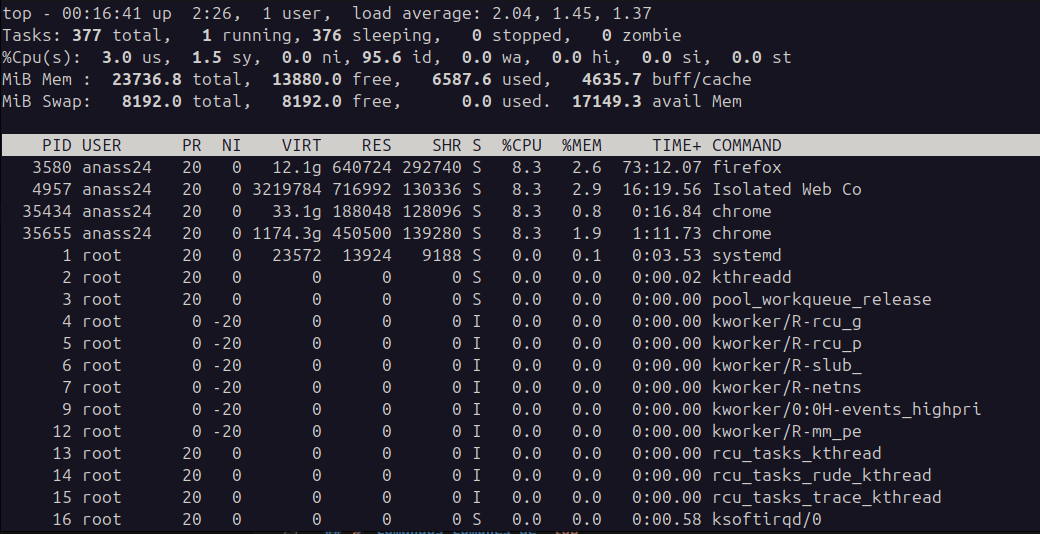 top - 00:16:41 up  2:26,  1 user,  load average: 2.04, 1.45, 1.37
Tasks: 377 total,   1 running, 376 sleeping,   0 stopped,   0 zombie
%Cpu(s):  3.0 us,  1.5 sy,  0.0 ni, 95.6 id,  0.0 wa,  0.0 hi,  0.0 si,  0.0 st
MiB Mem :  23736.8 total,  13880.0 free,   6587.6 used,   4635.7 buff/cache
MiB Swap:   8192.0 total,   8192.0 free,      0.0 used.  17149.3 avail Mem
    PID USER      PR  NI    VIRT    RES    SHR S  %CPU  %MEM     TIME+ COMMAND
   3580 anass24   20   0   12.1g 640724 292740 S   8.3   2.6  73:12.07 firefox
   4957 anass24   20   0 3219784 716992 130336 S   8.3   2.9  16:19.56 Isolated Web Co
  35434 anass24   20   0   33.1g 188048 128096 S   8.3   0.8   0:16.84 chrome
  35655 anass24   20   0 1174.3g 450500 139280 S   8.3   1.9   1:11.73 chrome
      1 root      20   0   23572  13924   9188 S   0.0   0.1   0:03.53 systemd
      2 root      20   0       0      0      0 S   0.0   0.0   0:00.02 kthreadd
      3 root      20   0       0      0      0 S   0.0   0.0   0:00.00 pool_workqueue_release
      4 root       0 -20       0      0      0 I   0.0   0.0   0:00.00 kworker/R-rcu_g
      5 root       0 -20       0      0      0 I   0.0   0.0   0:00.00 kworker/R-rcu_p
      6 root       0 -20       0      0      0 I   0.0   0.0   0:00.00 kworker/R-slub_
      7 root       0 -20       0      0      0 I   0.0   0.0   0:00.00 kworker/R-netns
      9 root       0 -20       0      0      0 I   0.0   0.0   0:00.00 kworker/0:0H-events_highpri
     12 root       0 -20       0      0      0 I   0.0   0.0   0:00.00 kworker/R-mm_pe
     13 root      20   0       0      0      0 I   0.0   0.0   0:00.00 rcu_tasks_kthread
     14 root      20   0       0      0      0 I   0.0   0.0   0:00.00 rcu_tasks_rude_kthread
     15 root      20   0       0      0      0 I   0.0   0.0   0:00.00 rcu_tasks_trace_kthread
     16 root      20   0       0      0      0 S   0.0   0.0   0:00.58 ksoftirqd/0